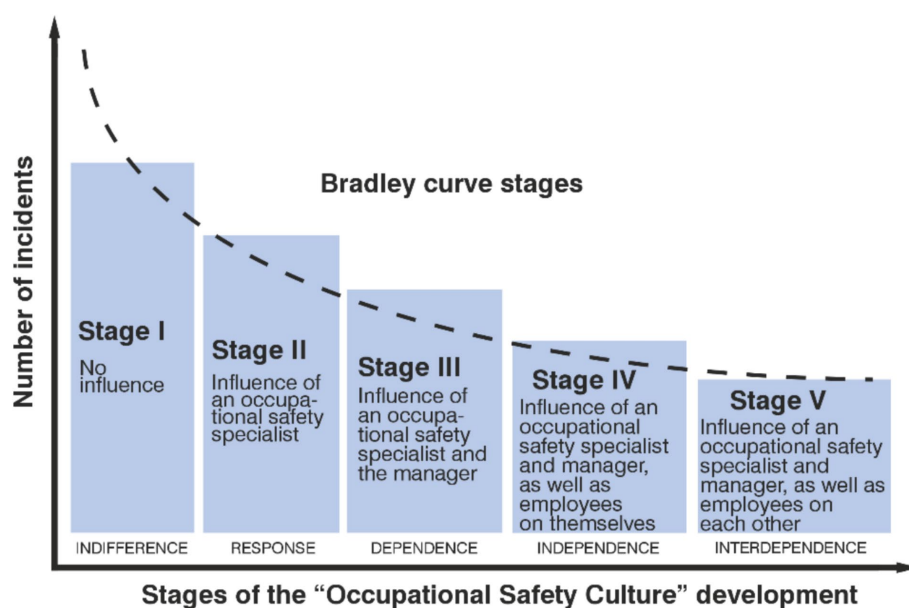 Number of incidents
Bradley curve stages
Stage I
No
influence
INDIFFERENCE
Stage II
Influence of
an occupa-
tional safety
specialist
RESPONSE
Stage III
Influence of
an occupa-
tional safety
specialist and
the manager
DEPENDENCE
Stage IV
Influence of an
occupational
safety specialist
and manager,
as well as
employees
on themselves
INDEPENDENCE
Stage V
Influence of an
occupational safety
specialist and
manager, as well as
employees on
each other
INTERDEPENDENCE
Stages of the “Occupational Safety Culture” development